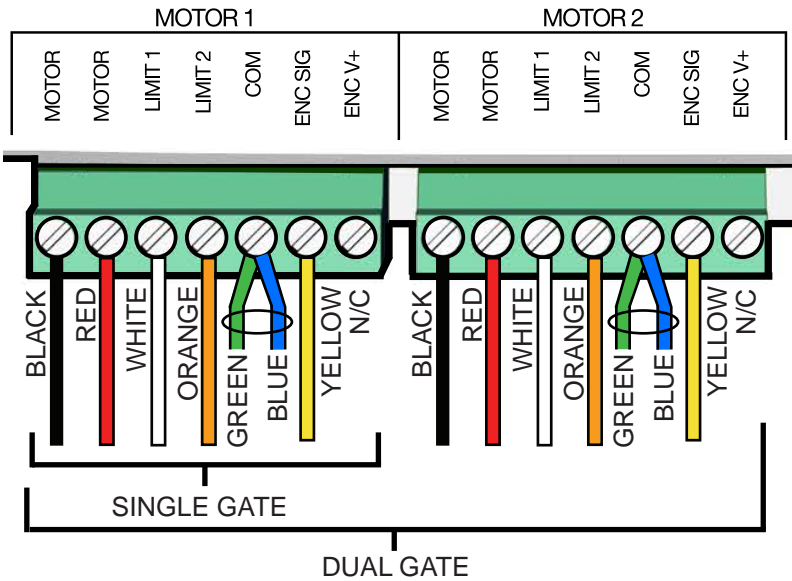 MOTOR 1 MOTOR 2
MOTOR MOTOR LIMIT 1 LIMIT 2 COM ENC SIG ENC V+ MOTOR MOTOR LIMIT 1 LIMIT 2 COM ENC SIG ENC V+
BLACK RED WHITE ORANGE GREEN BLUE YELLOW N/C BLACK RED WHITE ORANGE GREEN BLUE YELLOW N/C
SINGLE GATE
DUAL GATE